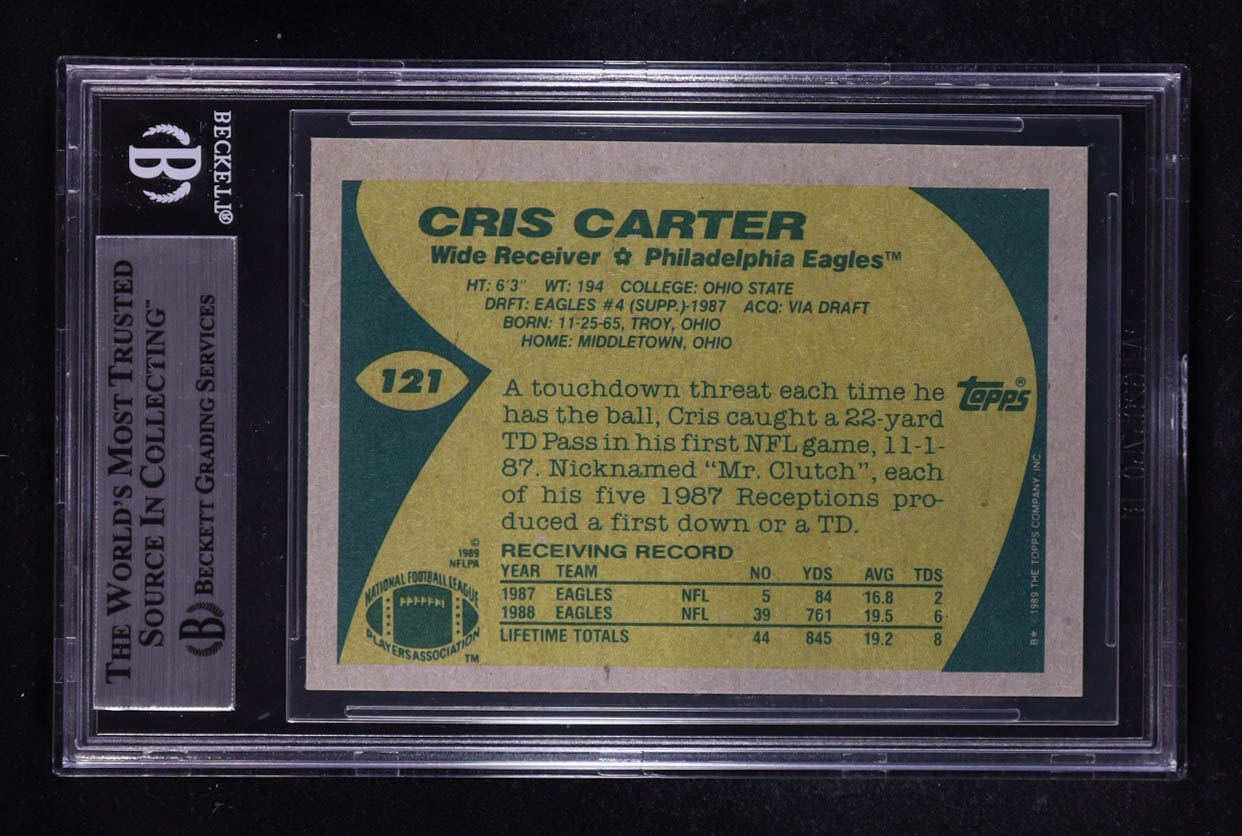 BECKETT®
B
THE WORLD'S MOST TRUSTED
SOURCE IN COLLECTING™
B BECKETT GRADING SERVICES
CRIS CARTER
Wide Receiver ✿ Philadelphia Eagles™
HT: 6'3" WT: 194 COLLEGE: OHIO STATE
DRFT: EAGLES #4 (SUPP.)-1987 ACQ: VIA DRAFT
BORN: 11-25-65, TROY, OHIO
HOME: MIDDLETOWN, OHIO
121
A touchdown threat each time he
has the ball, Cris caught a 22-yard
TD Pass in his first NFL game, 11-1-
87. Nicknamed "Mr. Clutch", each
of his five 1987 Receptions pro-
duced a first down or a TD.
TOPPS®
© 
1989
NFLPA
NATIONAL FOOTBALL LEAGUE
PLAYERS ASSOCIATION
TM
RECEIVING RECORD
YEAR TEAM NO YDS AVG TDS
1987 EAGLES NFL 5 84 16.8 2
1988 EAGLES NFL 39 761 19.5 6
LIFETIME TOTALS 44 845 19.2 8
B* © 1989 THE TOPPS COMPANY, INC.